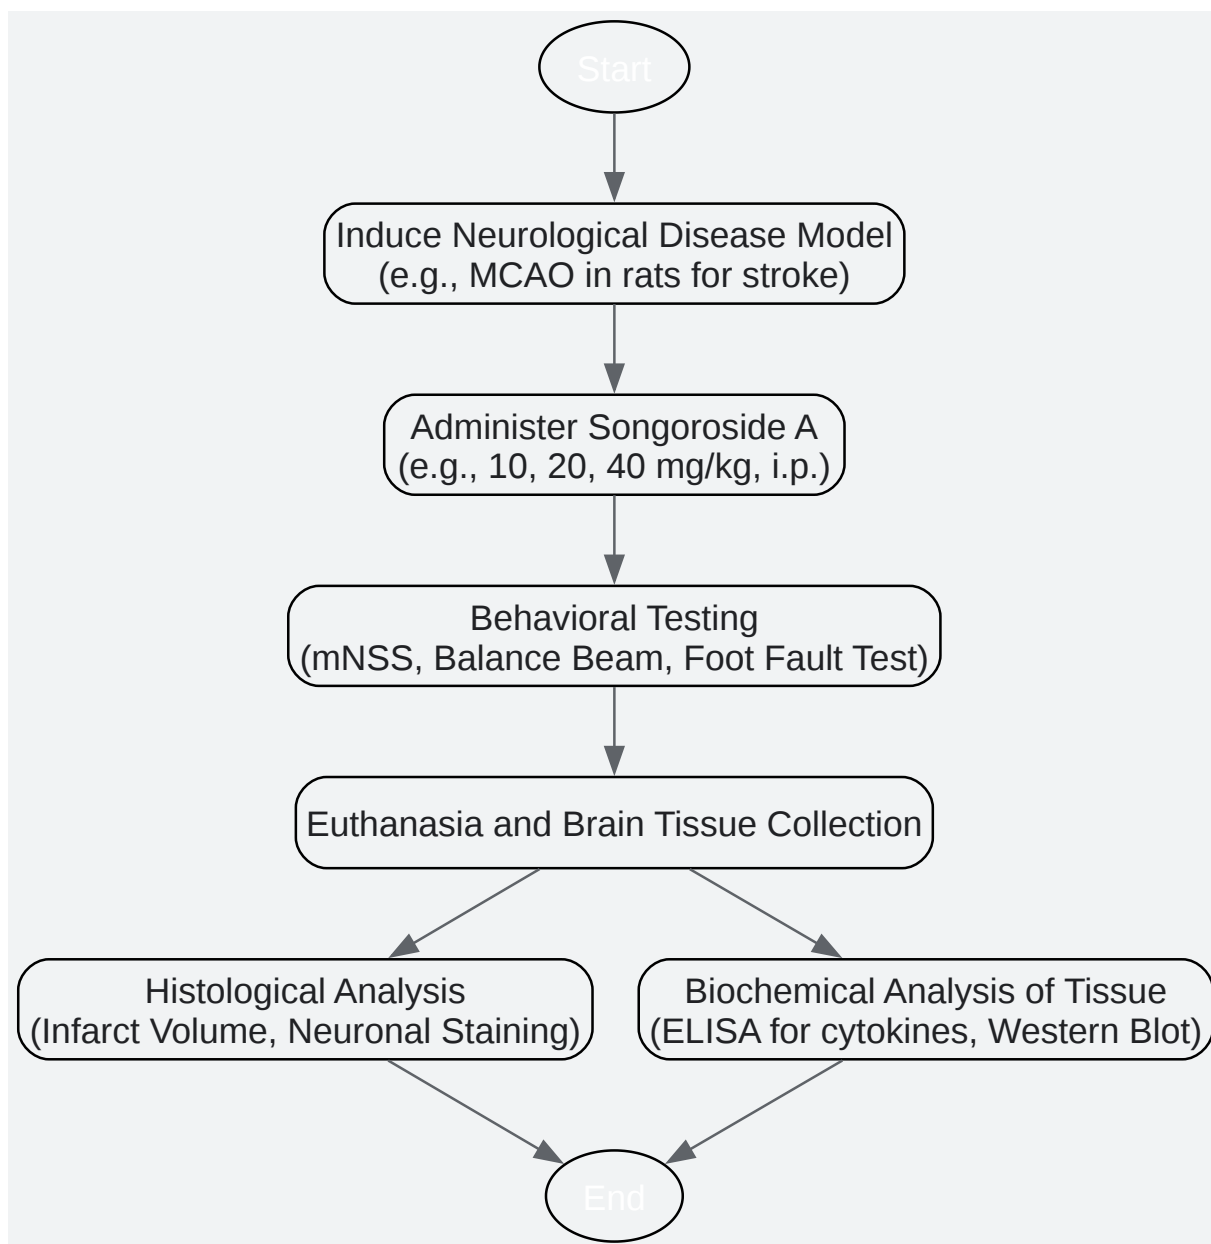 Start
Induce Neurological Disease Model
(e.g., MCAO in rats for stroke)
Administer Songoroside A
(e.g., 10, 20, 40 mg/kg, i.p.)
Behavioral Testing
(mNSS, Balance Beam, Foot Fault Test)
Euthanasia and Brain Tissue Collection
Histological Analysis
(Infarct Volume, Neuronal Staining)
Biochemical Analysis of Tissue
(ELISA for cytokines, Western Blot)
End